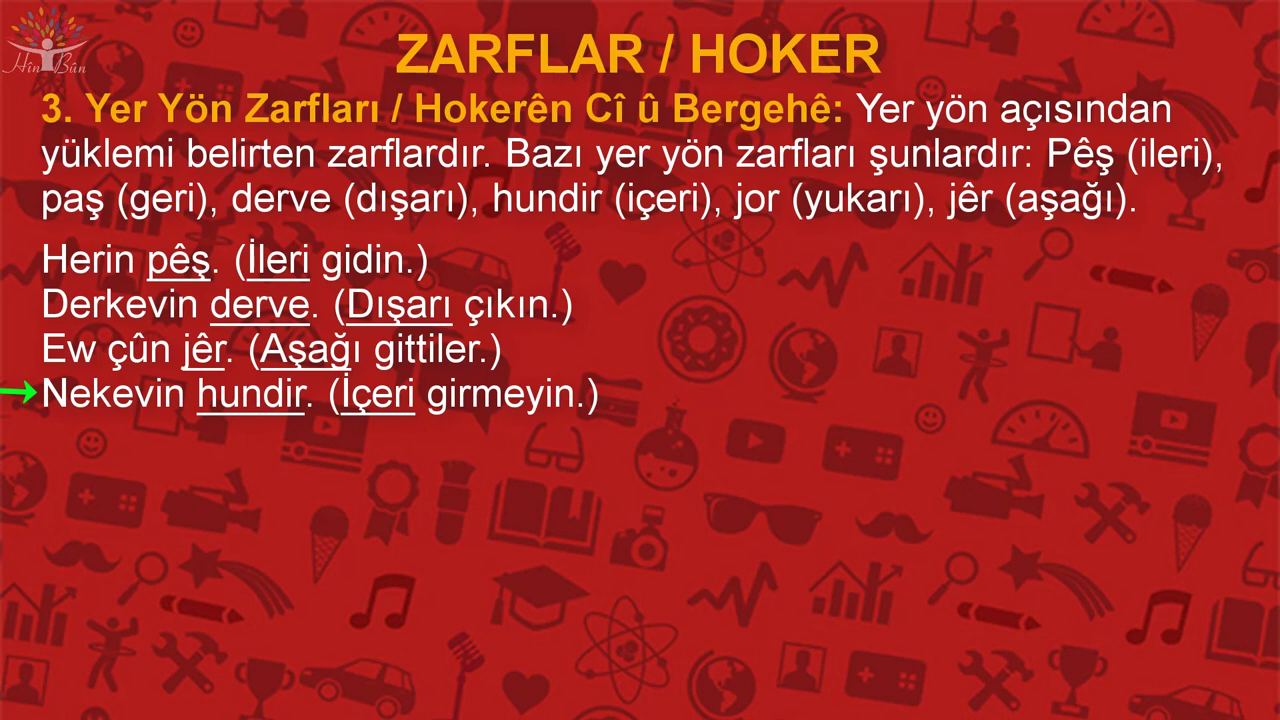 Hîn Bûn
ZARFLAR / HOKER
3. Yer Yön Zarfları / Hokerên Cî û Bergehê: Yer yön açısından
yüklemi belirten zarflardır. Bazı yer yön zarfları şunlardır: Pêş (ileri),
paş (geri), derve (dışarı), hundir (içeri), jor (yukarı), jêr (aşağı).
Herin pêş. (İleri gidin.)
Derkevin derve. (Dışarı çıkın.)
Ew çûn jêr. (Aşağı gittiler.)
Nekevin hundir. (İçeri girmeyin.)